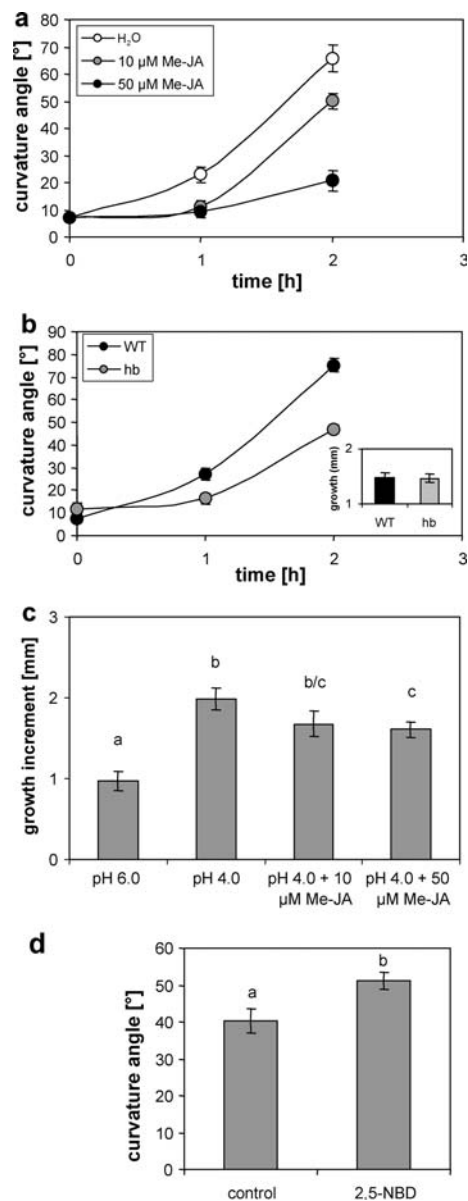 a
curvature angle [°]
80
70
60
50
40
30
20
10
0
H₂O
10 µM Me-JA
50 µM Me-JA
0 1 2 3
time [h]
b
curvature angle [°]
90
80
70
60
50
40
30
20
10
0
WT
hb
growth (mm)
2
1
WT hb
0 1 2 3
time [h]
c
growth increment [mm]
3
2
1
0
a
b
b/c
c
pH 6.0 pH 4.0 pH 4.0 + 10 pH 4.0 + 50
µM Me-JA µM Me-JA
d
curvature angle [°]
60
50
40
30
20
10
0
a
b
control 2,5-NBD